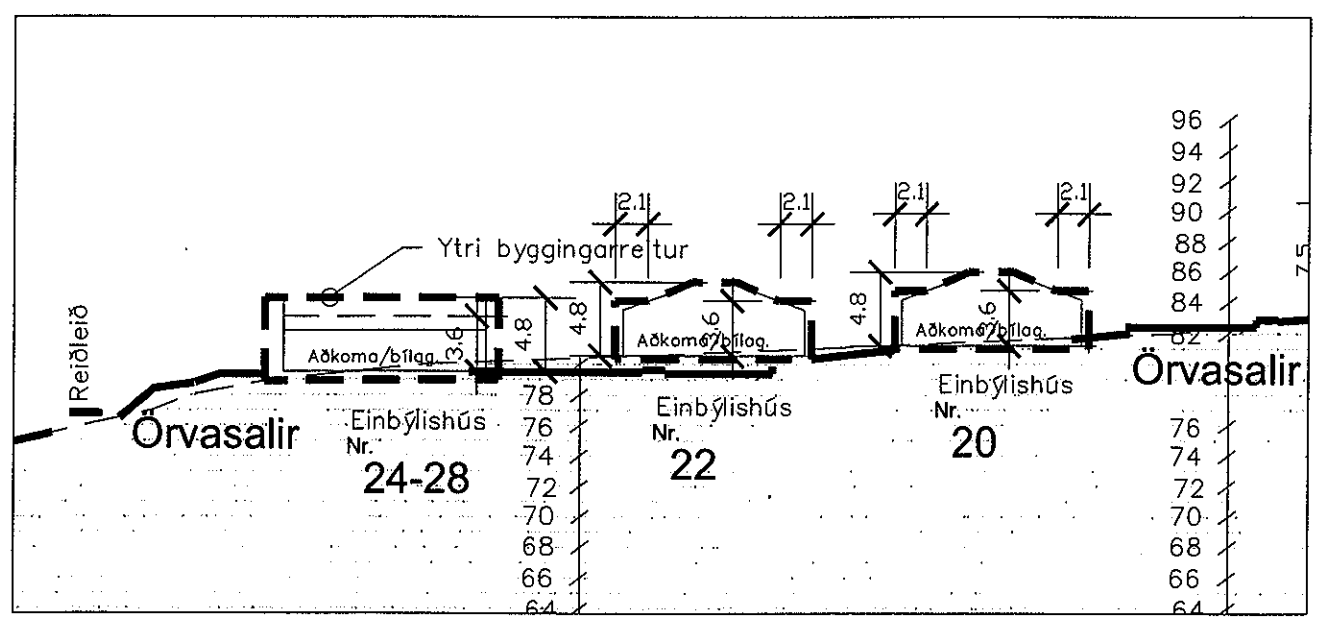 Ytri byggingarreitur
Reiðleið
Örvasalir
Aðkoma/bílag.
3.6
4.8
Einbýlishús
Nr.
24-28
4.8
2.1
2.1
Aðkoma/bílag.
Einbýlishús
Nr.
22
78
76
74
72
70
68
66
64
4.8
2.1
2.1
3.6
Aðkoma/bílag.
Einbýlishús
Nr.
20
96
94
92
90
88
86
84
82
Örvasalir
76
74
72
70
68
66
64
7.5